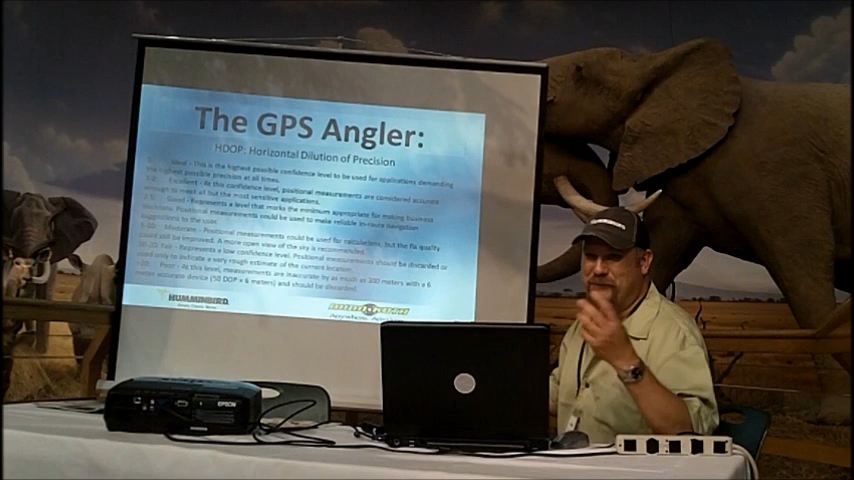 The GPS Angler:
HDOP: Horizontal Dilution of Precision
Ideal - This is the highest possible confidence level to be used for applications demanding
the highest possible precision at all times.
Excellent - At this confidence level, positional measurements are considered accurate
enough to meet all but the most sensitive applications.
Good - Represents a level that marks the minimum appropriate for making business
decisions. Positional measurements could be used to make reliable in-route navigation
suggestions to the user.
Moderate - Positional measurements could be used for calculations, but the fix quality
could still be improved. A more open view of the sky is recommended.
Fair - Represents a low confidence level. Positional measurements should be discarded or
used only to indicate a very rough estimate of the current location.
Poor - At this level, measurements are inaccurate by as much as 300 meters with a 6
meter accurate device (50 DOP × 6 meters) and should be discarded.
HUMMINBIRD
EPSON